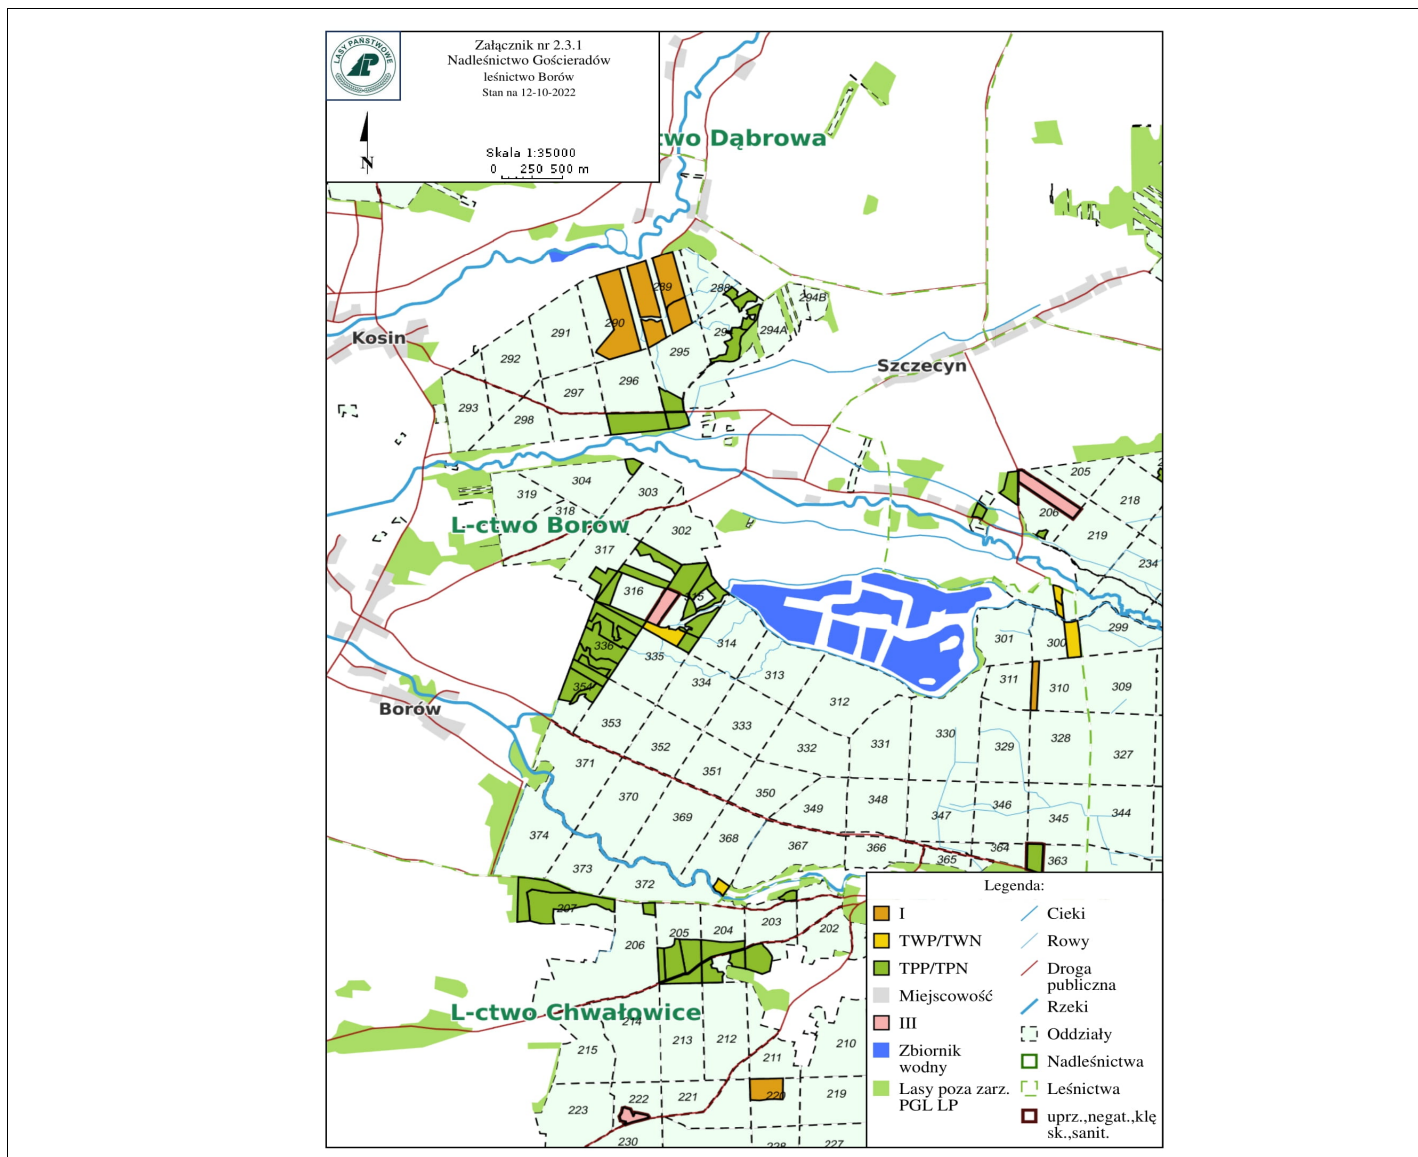 LASY PAŃSTWOWE
Załącznik nr 2.3.1
Nadleśnictwo Gościeradów
leśnictwo Borów
Stan na 12-10-2022
N
Skala 1:35000
0 250 500 m
two Dąbrowa
289
288
294B
290
294A
291
295
Kosin
292
296
Szczecyn
297
293
298
205
304
319
303
218
318
206
L-ctwo Borów
302
219
317
234
316
315
299
301
300
314
336
335
313
311
310
309
334
354
312
Borów
353
333
330
328
331
329
352
332
327
371
351
350
348
346
370
349
347
344
369
345
368
374
367
366
364
365
363
373
372
207
203
204
202
205
206
L-ctwo Chwałowice
214
213
212
210
215
211
220
219
222
221
223
230
228
227
Legenda:
I
TWP/TWN
TPP/TPN
Miejscowość
III
Zbiornik
wodny
Lasy poza zarz.
PGL LP
Cieki
Rowy
Droga
publiczna
Rzeki
Oddziały
Nadleśnictwa
Leśnictwa
uprz.,negat.,klę
sk.,sanit.